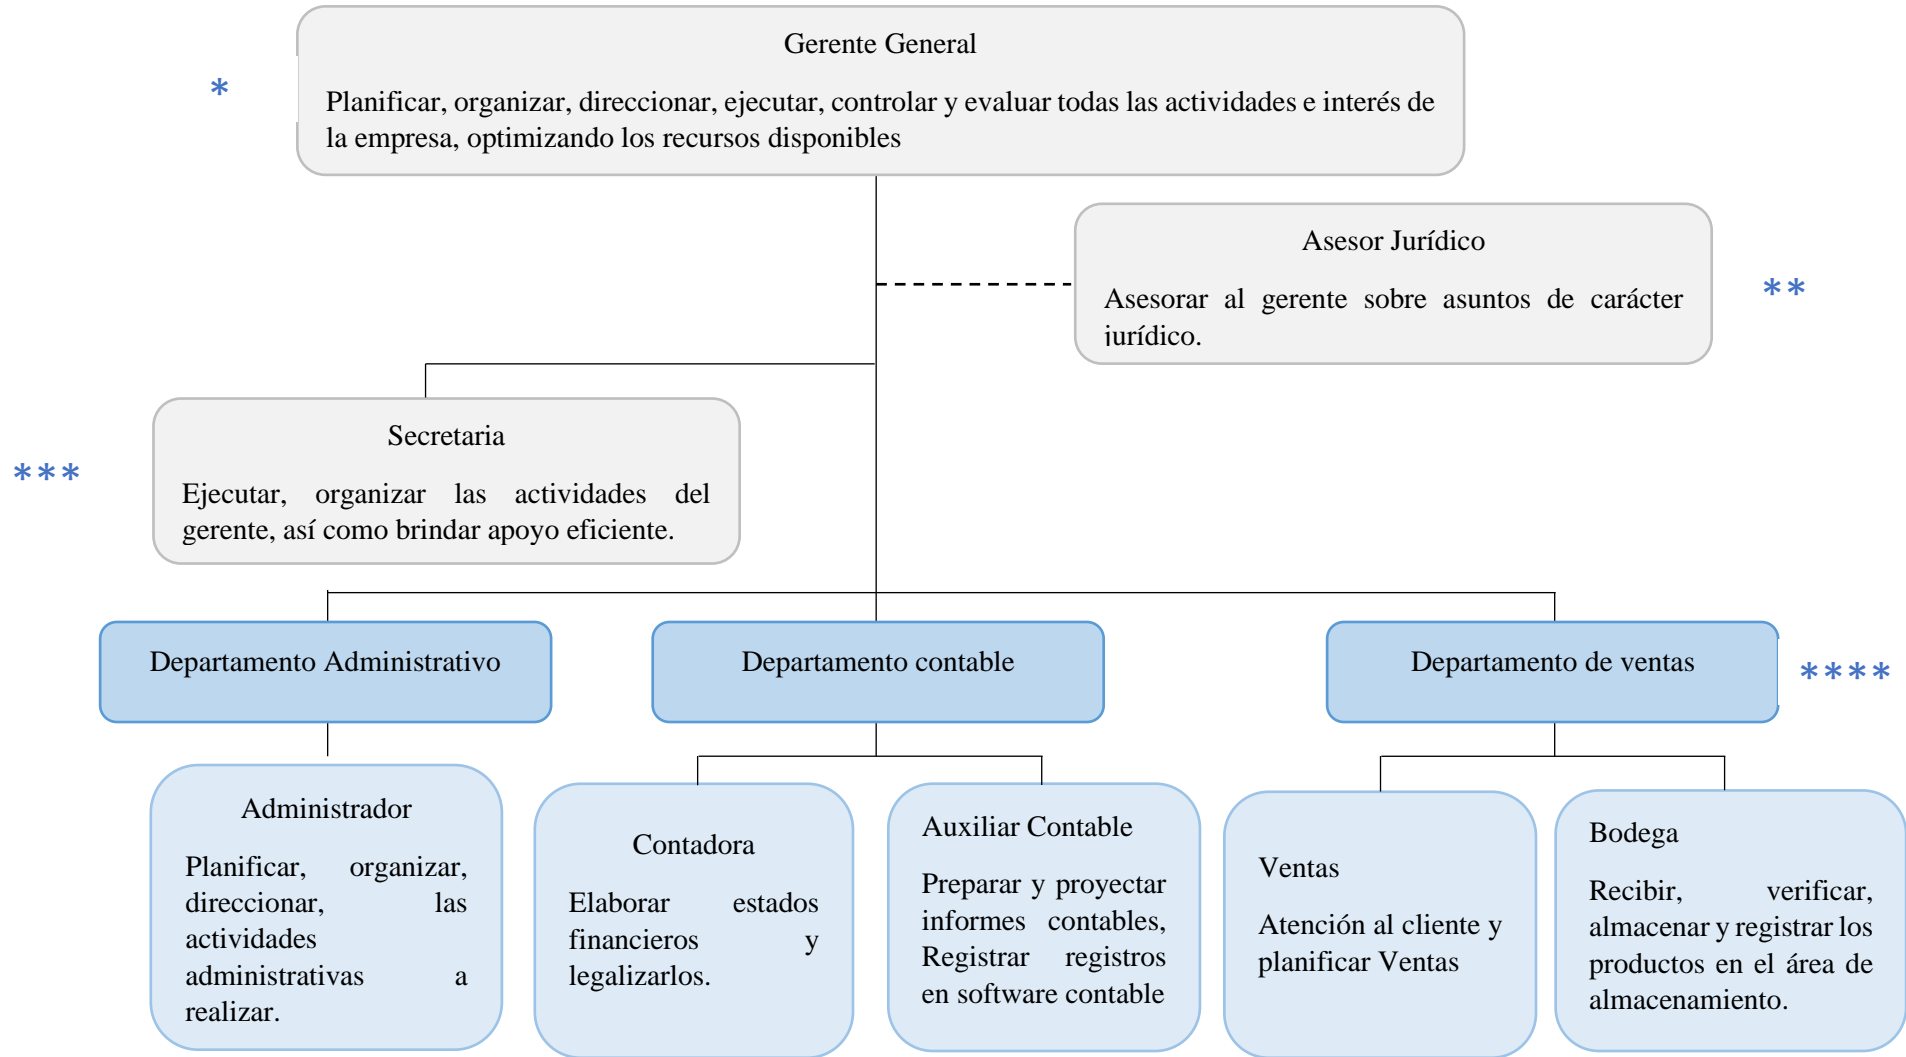 Gerente General
*
Planificar, organizar, direccionar, ejecutar, controlar y evaluar todas las actividades e interés de
la empresa, optimizando los recursos disponibles
Asesor Jurídico
**
Asesorar al gerente sobre asuntos de carácter
jurídico.
Secretaria
***
Ejecutar, organizar las actividades del
gerente, así como brindar apoyo eficiente.
Departamento Administrativo
Departamento contable
Departamento de ventas
****
Administrador
Planificar, organizar,
direccionar, las
actividades
administrativas a
realizar.
Contadora
Elaborar estados
financieros y
legalizarlos.
Auxiliar Contable
Preparar y proyectar
informes contables,
Registrar registros
en software contable
Ventas
Atención al cliente y
planificar Ventas
Bodega
Recibir, verificar,
almacenar y registrar los
productos en el área de
almacenamiento.